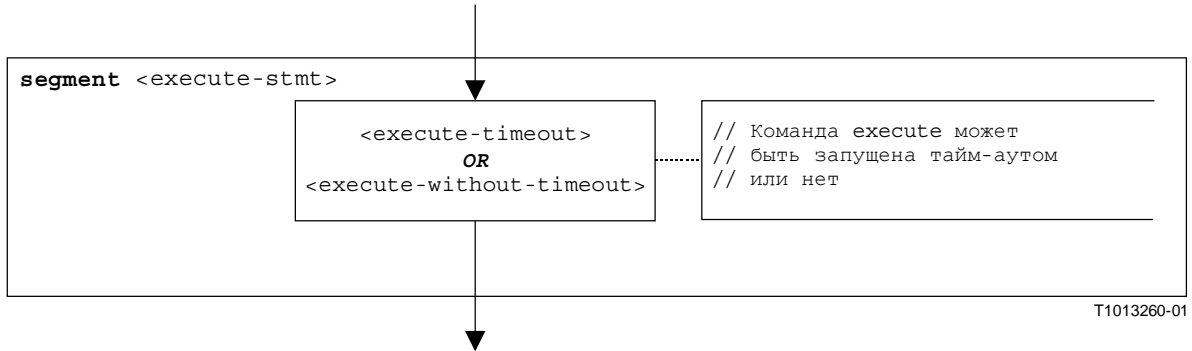 segment <execute-stmt>
<execute-timeout>
OR
<execute-without-timeout>
// Команда execute может
// быть запущена тайм-аутом
// или нет
T1013260-01